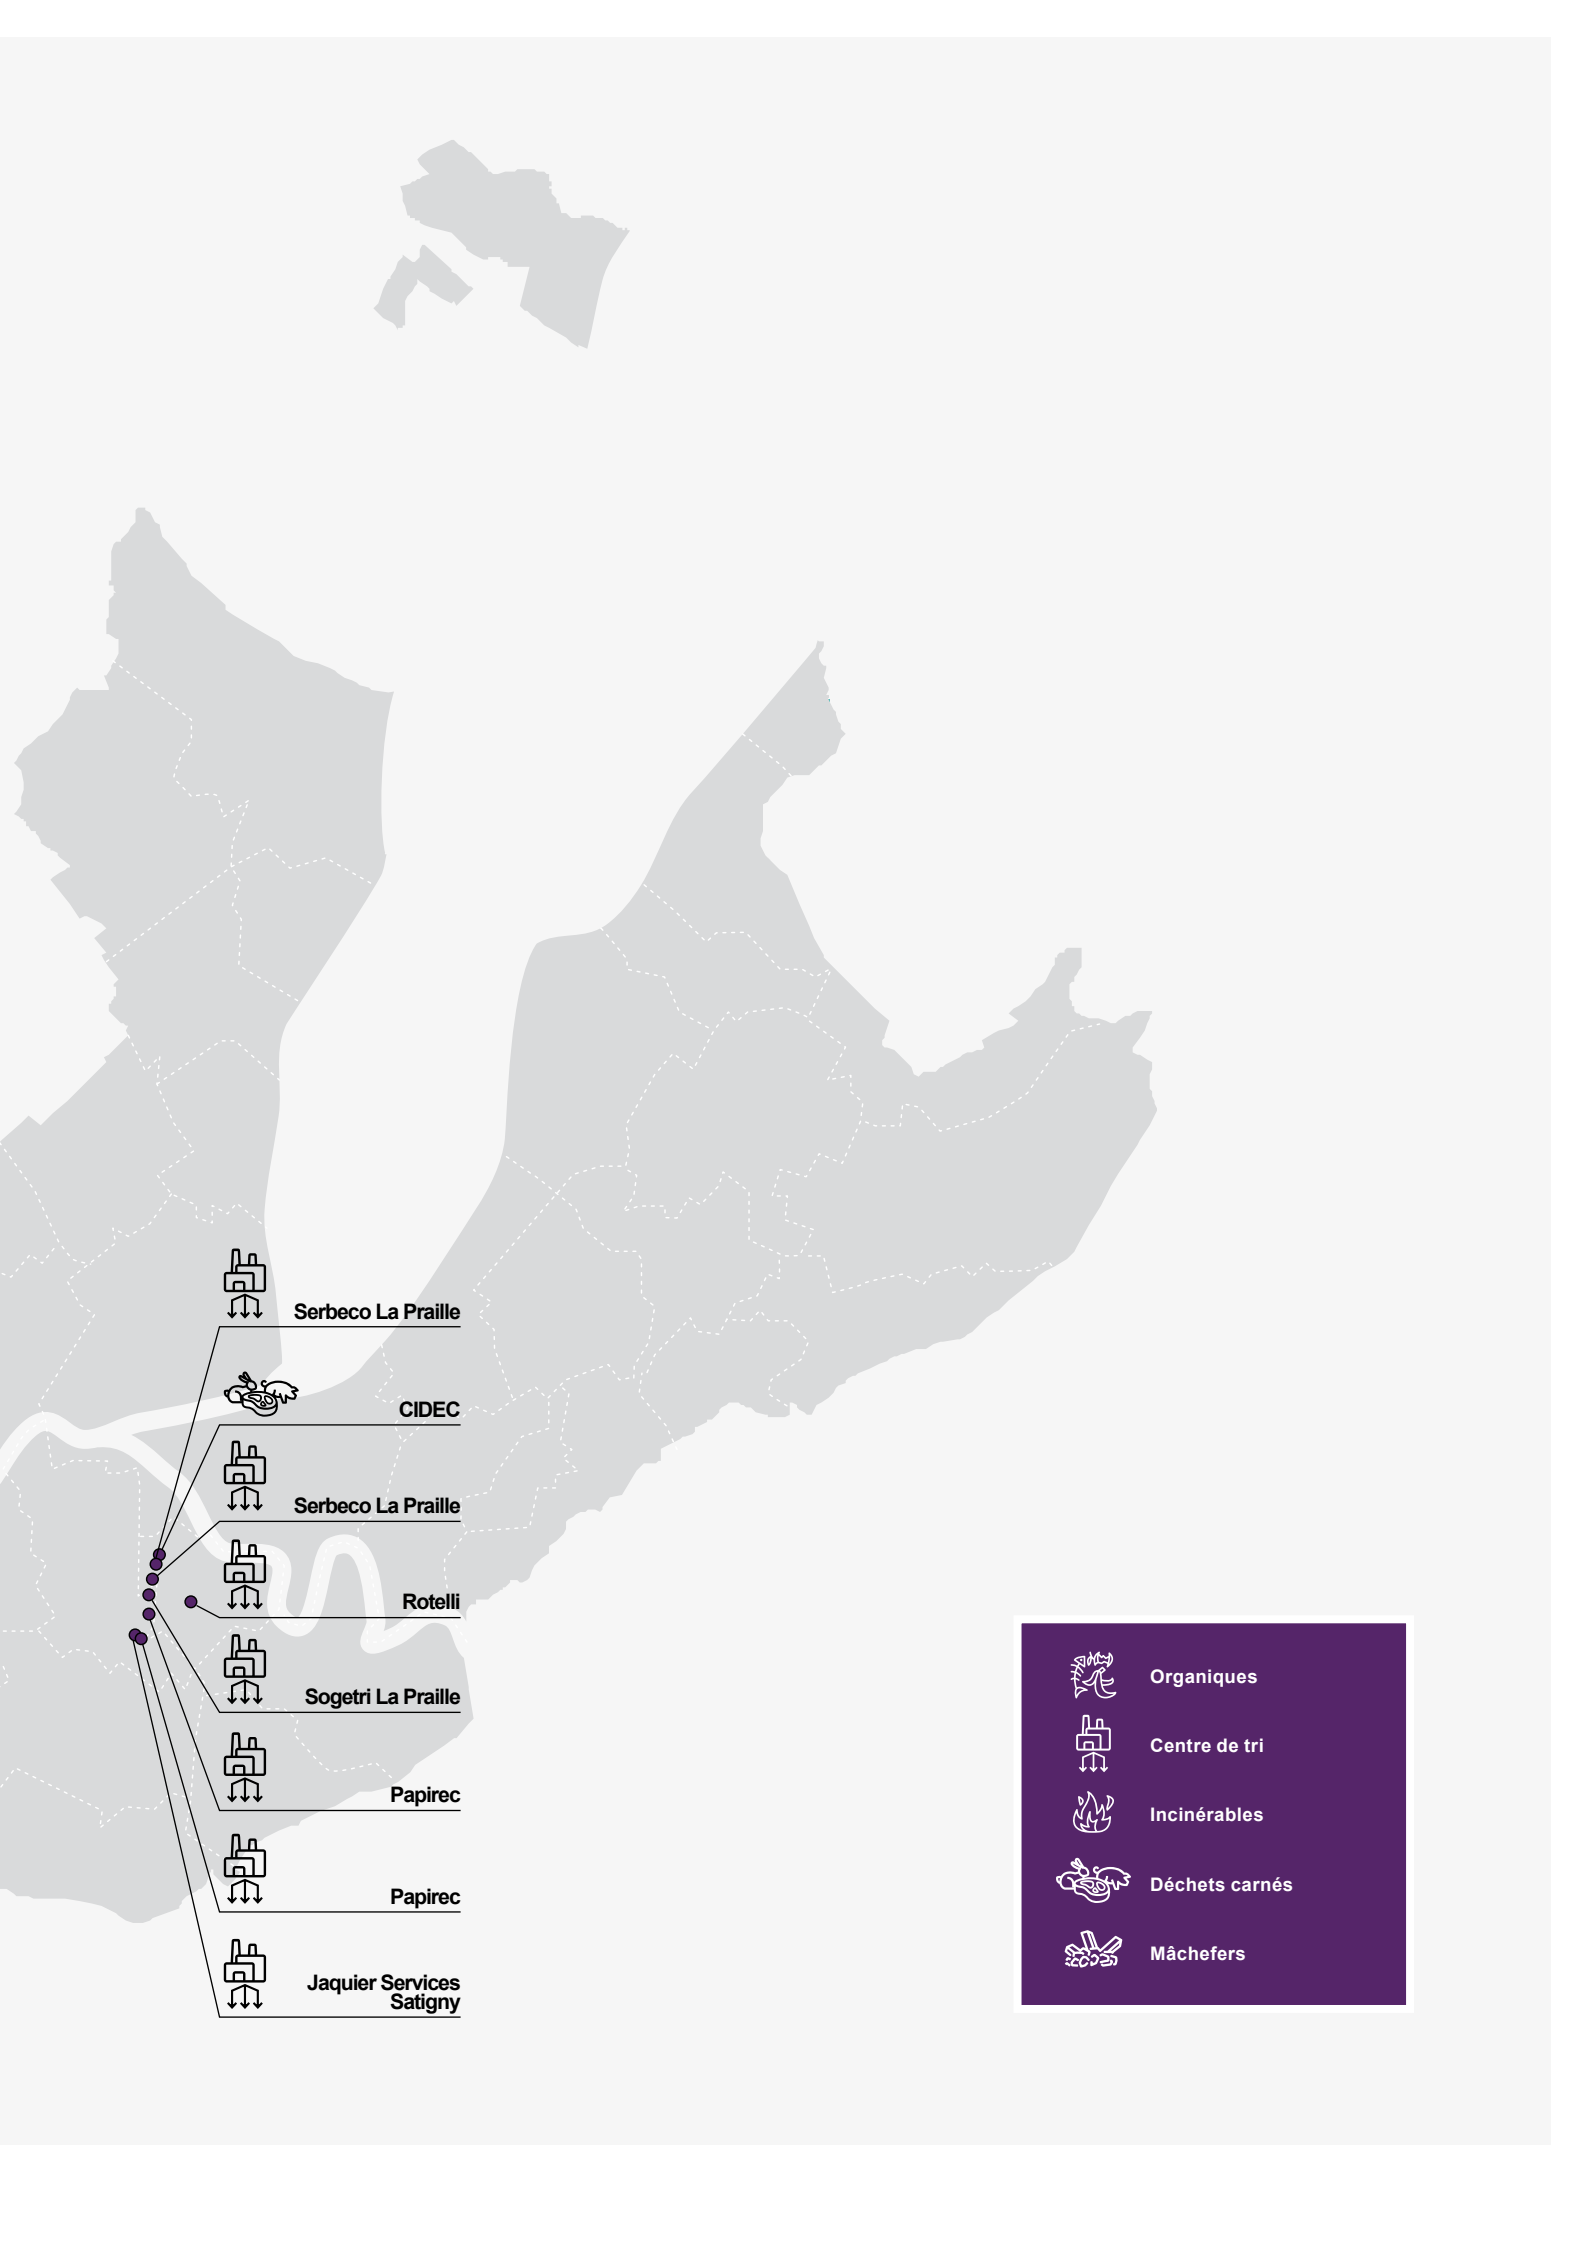 Serbeco La Praille
CIDEC
Serbeco La Praille
Rotelli
Sogetri La Praille
Papirec
Papirec
Jaquier Services
Satigny
Organiques
Centre de tri
Incinérables
Déchets carnés
Mâchefers